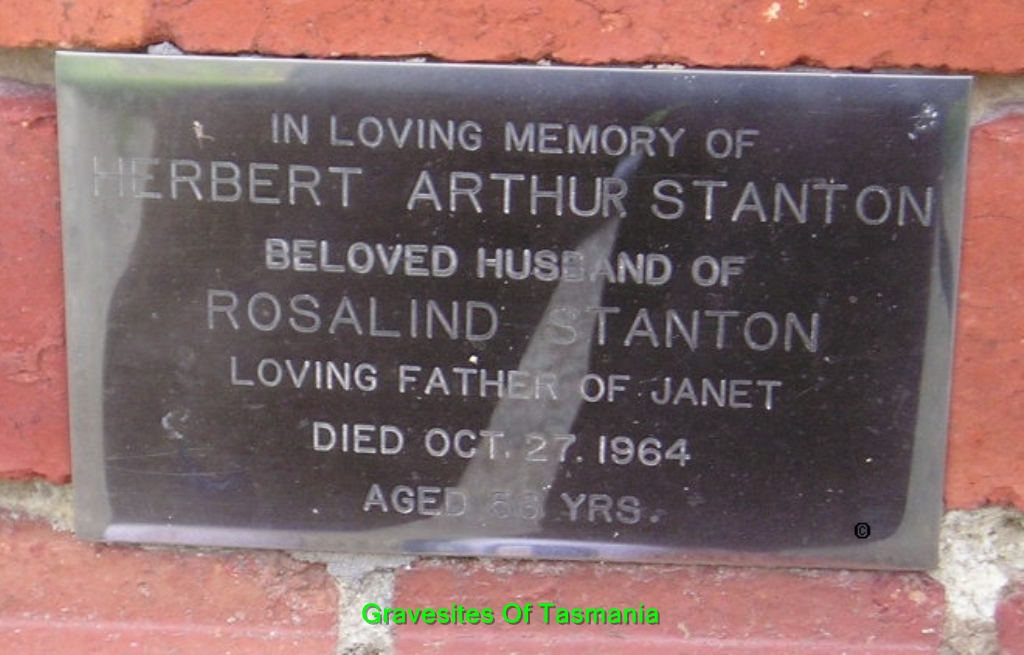 IN LOVING MEMORY OF
HERBERT ARTHUR STANTON
BELOVED HUSBAND OF
ROSALIND STANTON
LOVING FATHER OF JANET
DIED OCT. 27. 1964
AGED YRS.
©
Gravesites Of Tasmania